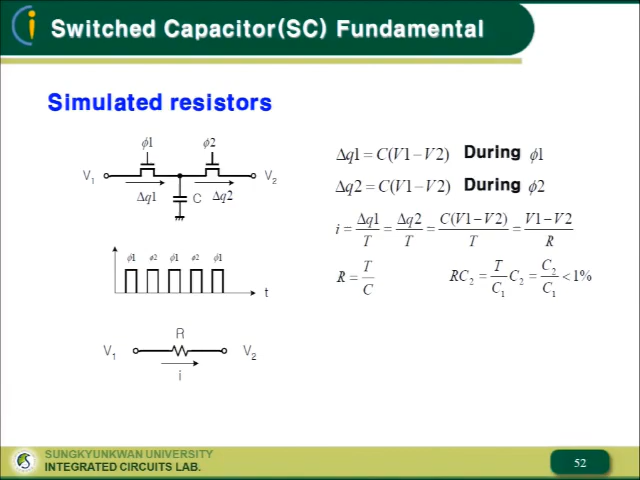 Switched Capacitor(SC) Fundamental
Simulated resistors
ϕ1 ϕ2
V₁ V₂
Δq1 C Δq2
Δq1 = C(V1−V2) During ϕ1
Δq2 = C(V1−V2) During ϕ2
i = Δq1/T = Δq2/T = C(V1−V2)/T = V1−V2/R
R = T/C RC₂ = T/C₁ C₂ = C₂/C₁ < 1%
ϕ1 ϕ2 ϕ1 ϕ2 ϕ1
t
R
V₁ V₂
i
SUNGKYUNKWAN UNIVERSITY
INTEGRATED CIRCUITS LAB.
52